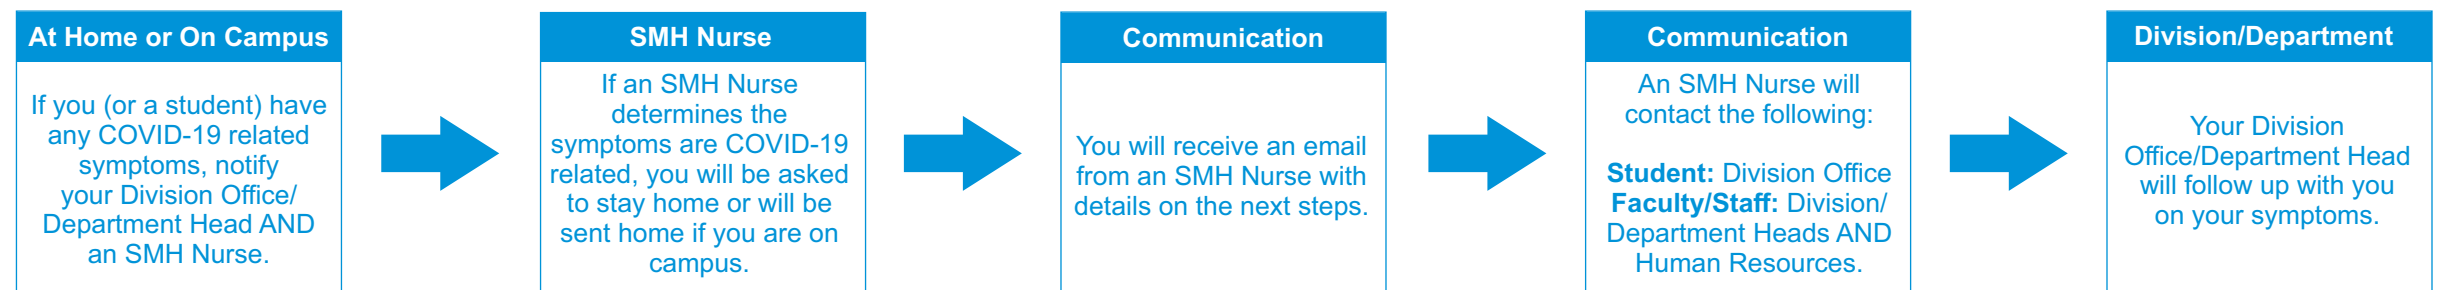 At Home or On Campus
If you (or a student) have
any COVID-19 related
symptoms, notify
your Division Office/
Department Head AND
an SMH Nurse.
SMH Nurse
If an SMH Nurse
determines the
symptoms are COVID-19
related, you will be asked
to stay home or will be
sent home if you are on
campus.
Communication
You will receive an email
from an SMH Nurse with
details on the next steps.
Communication
An SMH Nurse will
contact the following:
Student: Division Office
Faculty/Staff: Division/
Department Heads AND
Human Resources.
Division/Department
Your Division
Office/Department Head
will follow up with you
on your symptoms.